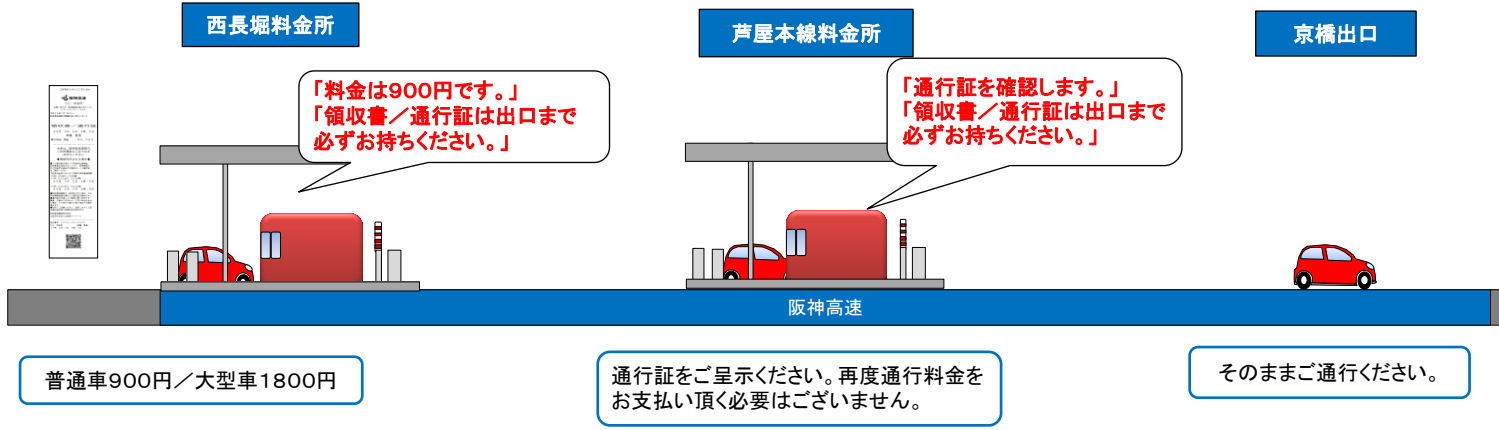 西長堀料金所
芦屋本線料金所
京橋出口
「料金は900円です。」
「領収書／通行証は出口まで
必ずお持ちください。」
「通行証を確認します。」
「領収書／通行証は出口まで
必ずお持ちください。」
領収書／通行証
阪神高速
普通車900円／大型車1800円
通行証をご呈示ください。再度通行料金を
お支払い頂く必要はございません。
そのままご通行ください。